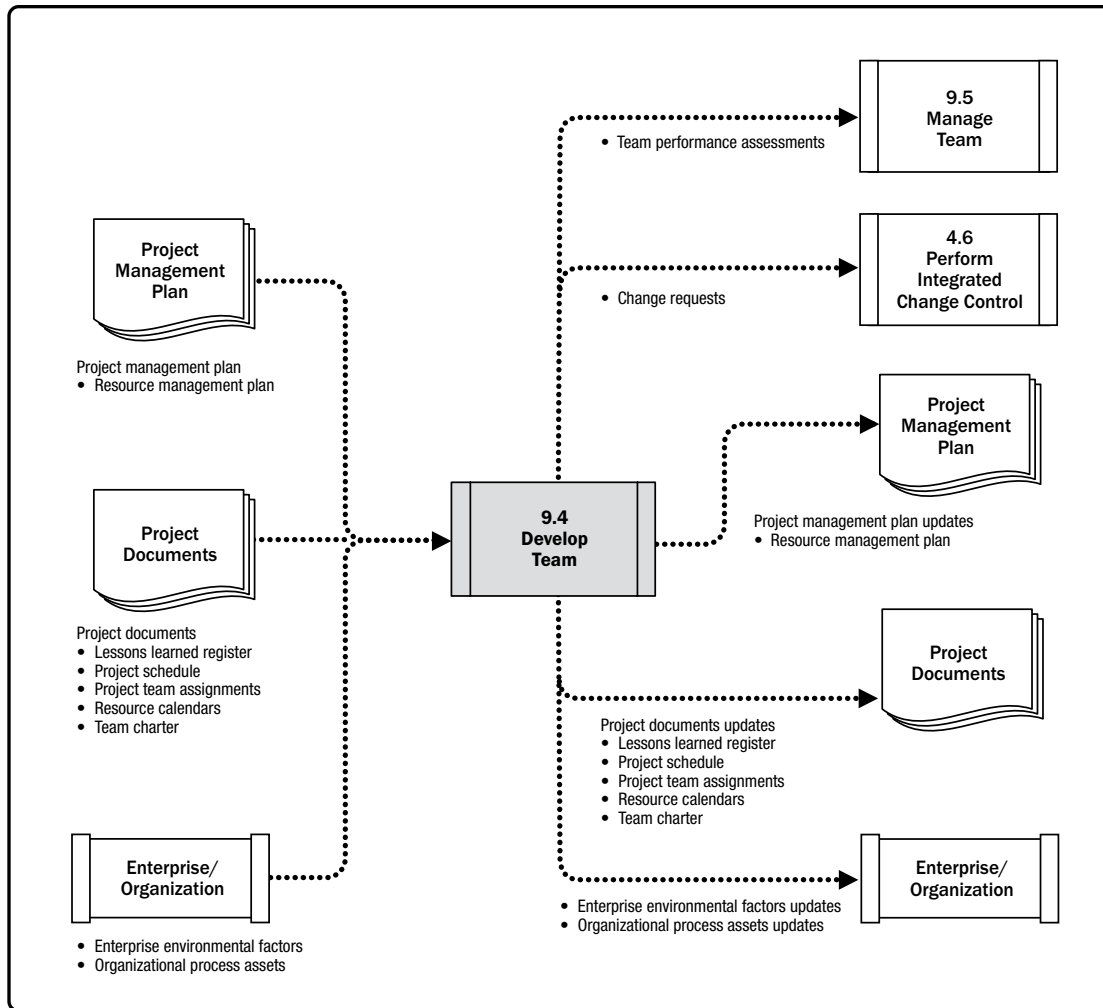 Project
Management
Plan
Project management plan
• Resource management plan
Project
Documents
Project documents
• Lessons learned register
• Project schedule
• Project team assignments
• Resource calendars
• Team charter
Enterprise/
Organization
• Enterprise environmental factors
• Organizational process assets
9.4
Develop
Team
9.5
Manage
Team
• Team performance assessments
4.6
Perform
Integrated
Change Control
• Change requests
Project
Management
Plan
Project management plan updates
• Resource management plan
Project
Documents
Project documents updates
• Lessons learned register
• Project schedule
• Project team assignments
• Resource calendars
• Team charter
Enterprise/
Organization
• Enterprise environmental factors updates
• Organizational process assets updates